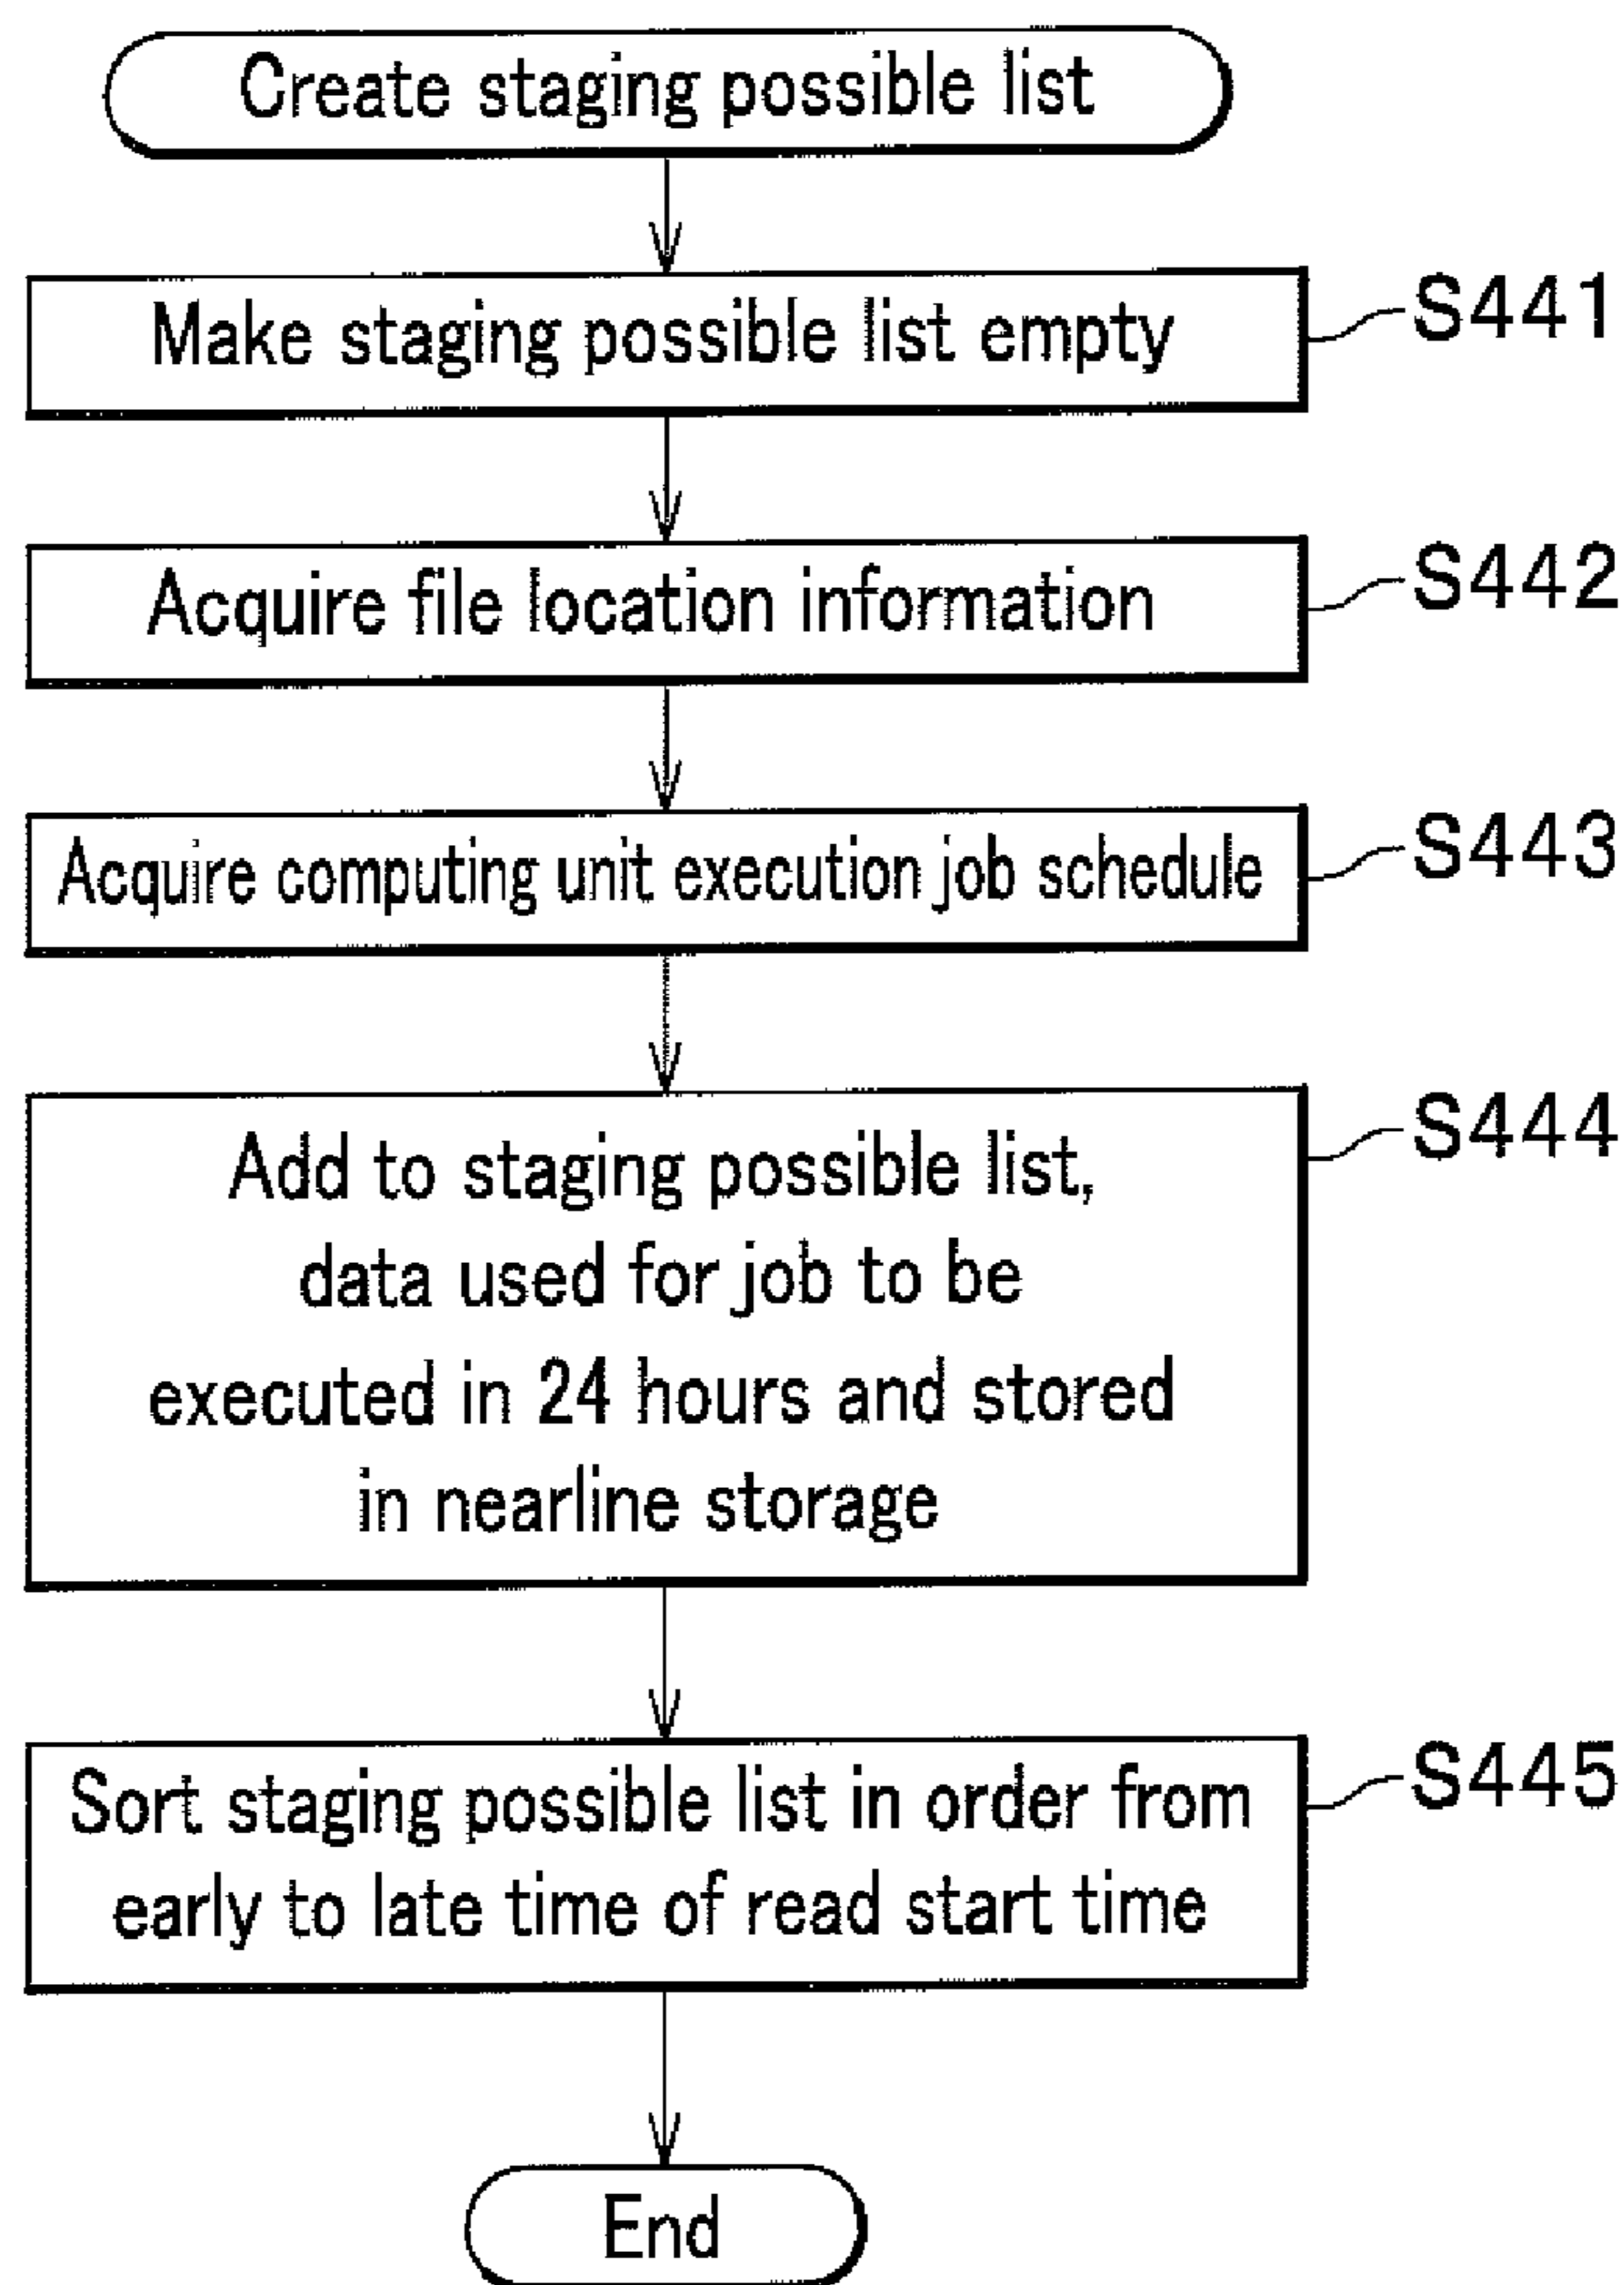 Create staging possible list
Make staging possible list empty
S441
Acquire file location information
S442
Acquire computing unit execution job schedule
S443
Add to staging possible list,
data used for job to be
executed in 24 hours and stored
in nearline storage
S444
Sort staging possible list in order from
early to late time of read start time
S445
End